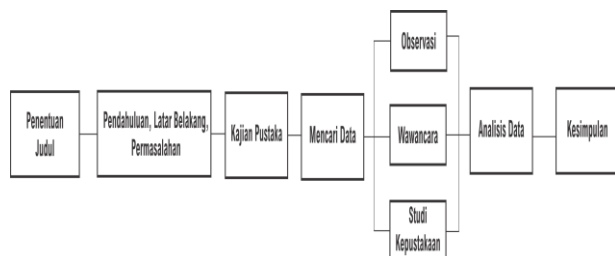 Penentuan
Judul
Pendahuluan, Latar Belakang,
Permasalahan
Kajian Pustaka
Mencari Data
Observasi
Wawancara
Studi
Kepustakaan
Analisis Data
Kesimpulan